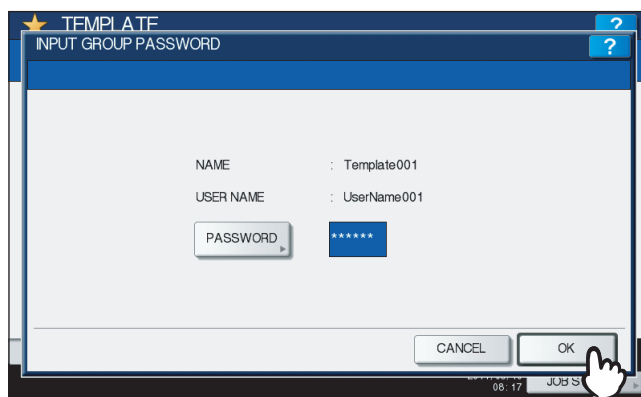 TEMPLATE ?
INPUT GROUP PASSWORD ?
NAME : Template001
USER NAME : UserName001
PASSWORD ******
CANCEL OK
08:17 JOB S